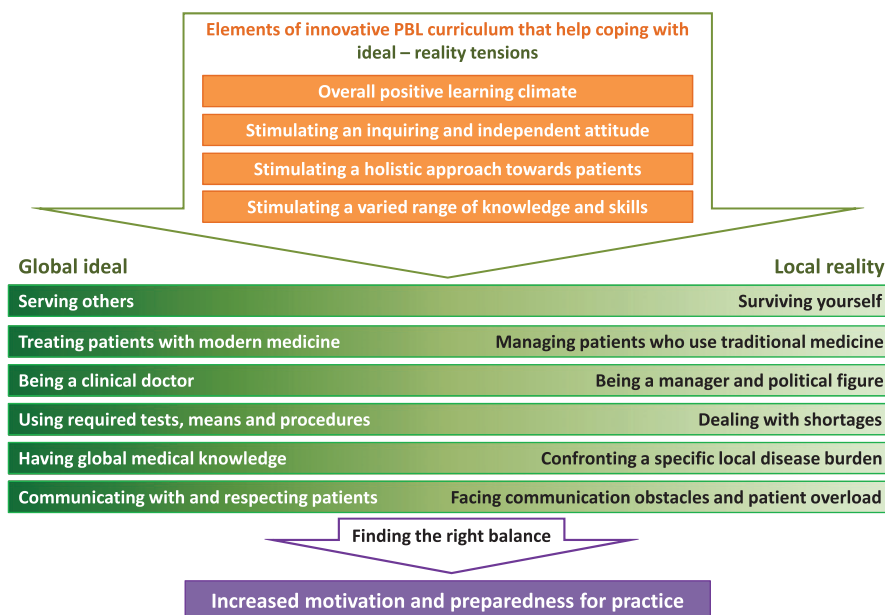 Elements of innovative PBL curriculum that help coping with
ideal – reality tensions
Overall positive learning climate
Stimulating an inquiring and independent attitude
Stimulating a holistic approach towards patients
Stimulating a varied range of knowledge and skills
Global ideal
Local reality
Serving others
Surviving yourself
Treating patients with modern medicine
Managing patients who use traditional medicine
Being a clinical doctor
Being a manager and political figure
Using required tests, means and procedures
Dealing with shortages
Having global medical knowledge
Confronting a specific local disease burden
Communicating with and respecting patients
Facing communication obstacles and patient overload
Finding the right balance
Increased motivation and preparedness for practice